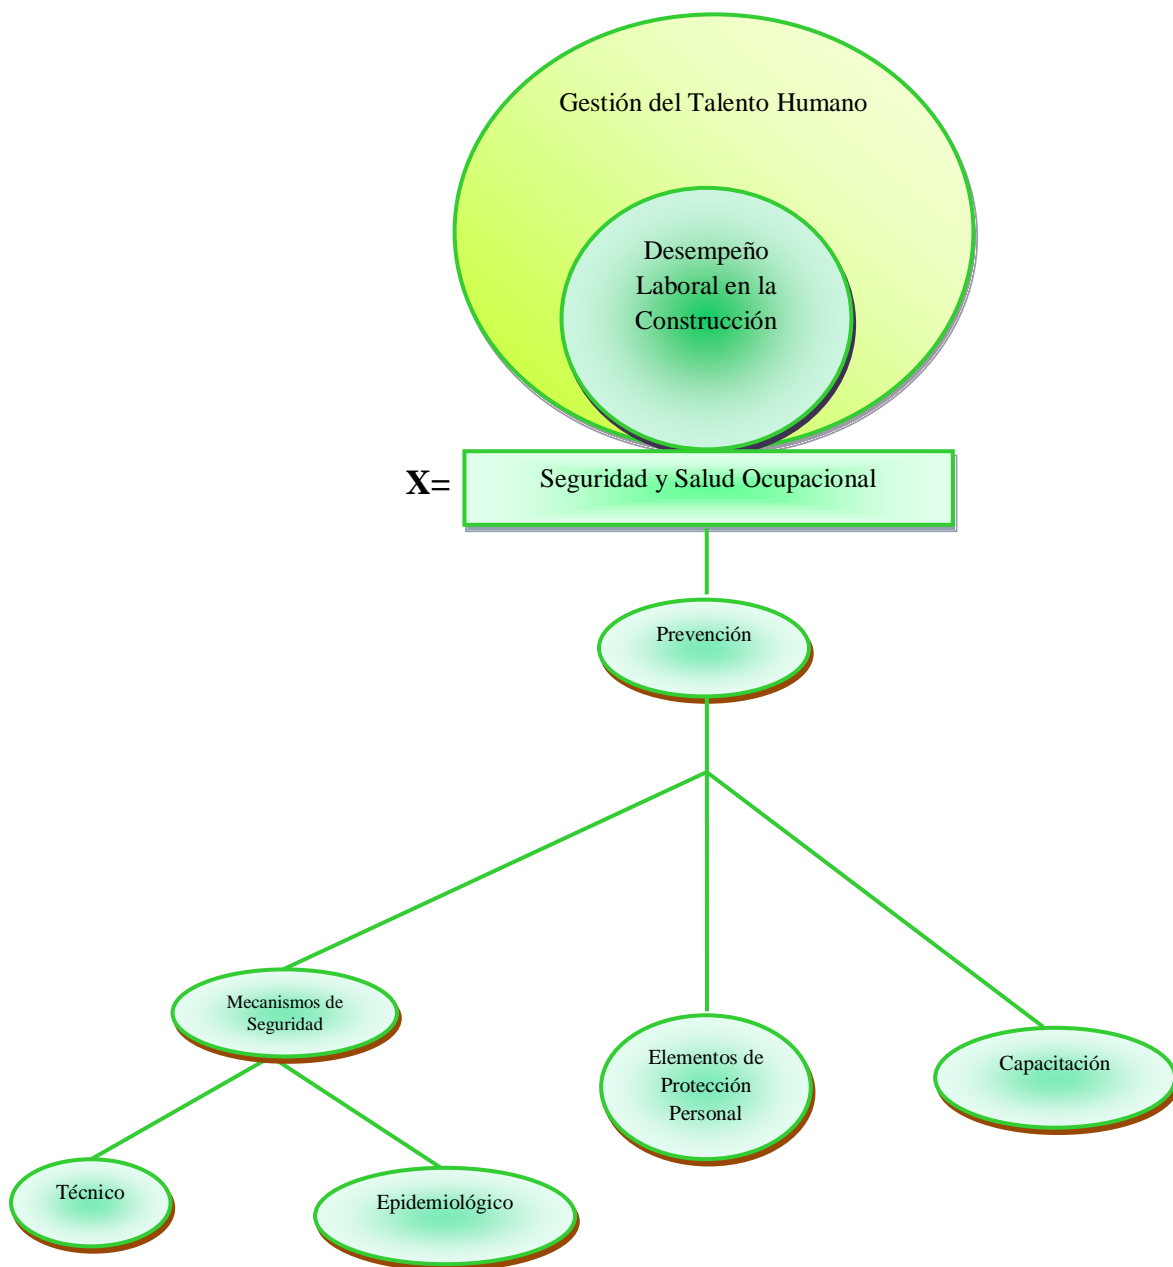 Gestión del Talento Humano
Desempeño
Laboral en la
Construcción
X=
Seguridad y Salud Ocupacional
Prevención
Mecanismos de
Seguridad
Elementos de
Protección
Personal
Capacitación
Técnico
Epidemiológico